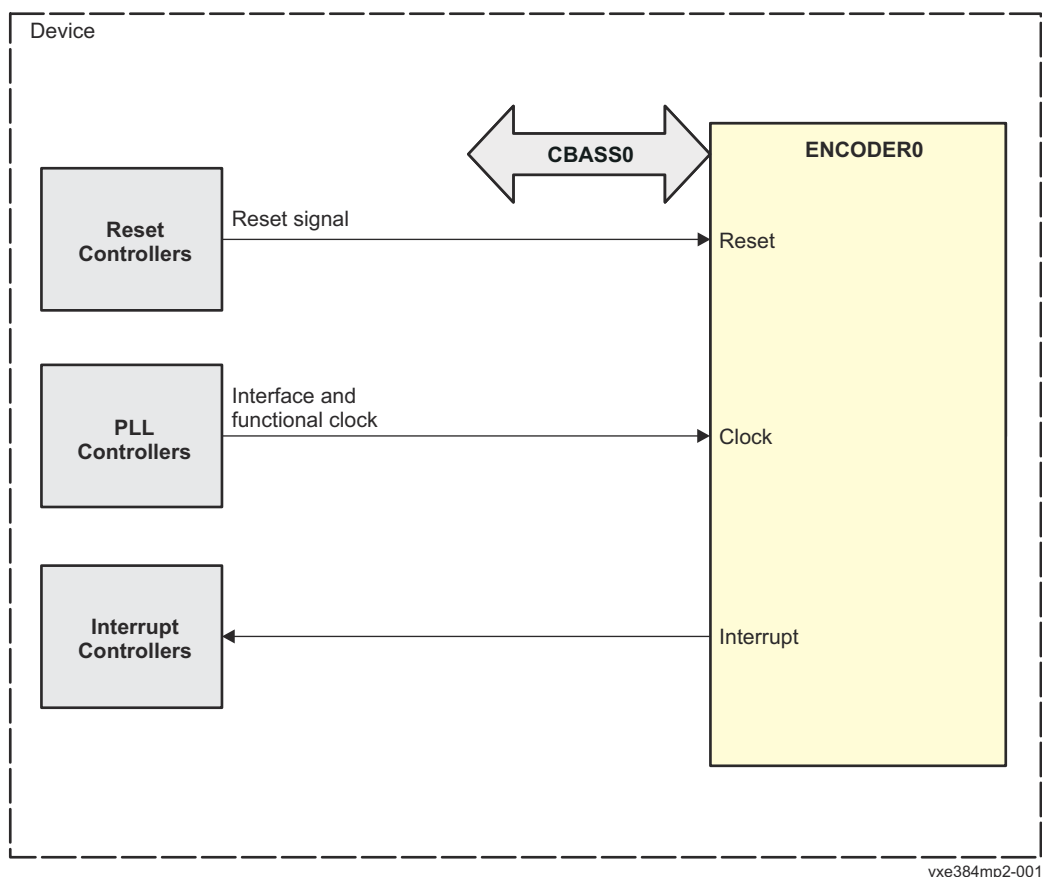 Device
CBASS0
ENCODER0
Reset
Controllers
Reset signal
Reset
PLL
Controllers
Interface and
functional clock
Clock
Interrupt
Controllers
Interrupt
vxe384mp2-001